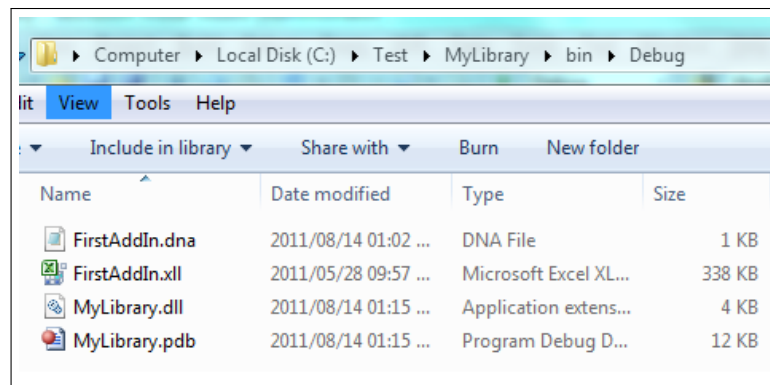 Computer Local Disk (C:) Test MyLibrary bin Debug
View Tools Help
Include in library Share with Burn New folder
Name Date modified Type Size
FirstAddIn.dna 2011/08/14 01:02 ... DNA File 1 KB
FirstAddIn.xll 2011/05/28 09:57 ... Microsoft Excel XL... 338 KB
MyLibrary.dll 2011/08/14 01:15 ... Application extens... 4 KB
MyLibrary.pdb 2011/08/14 01:15 ... Program Debug D... 12 KB